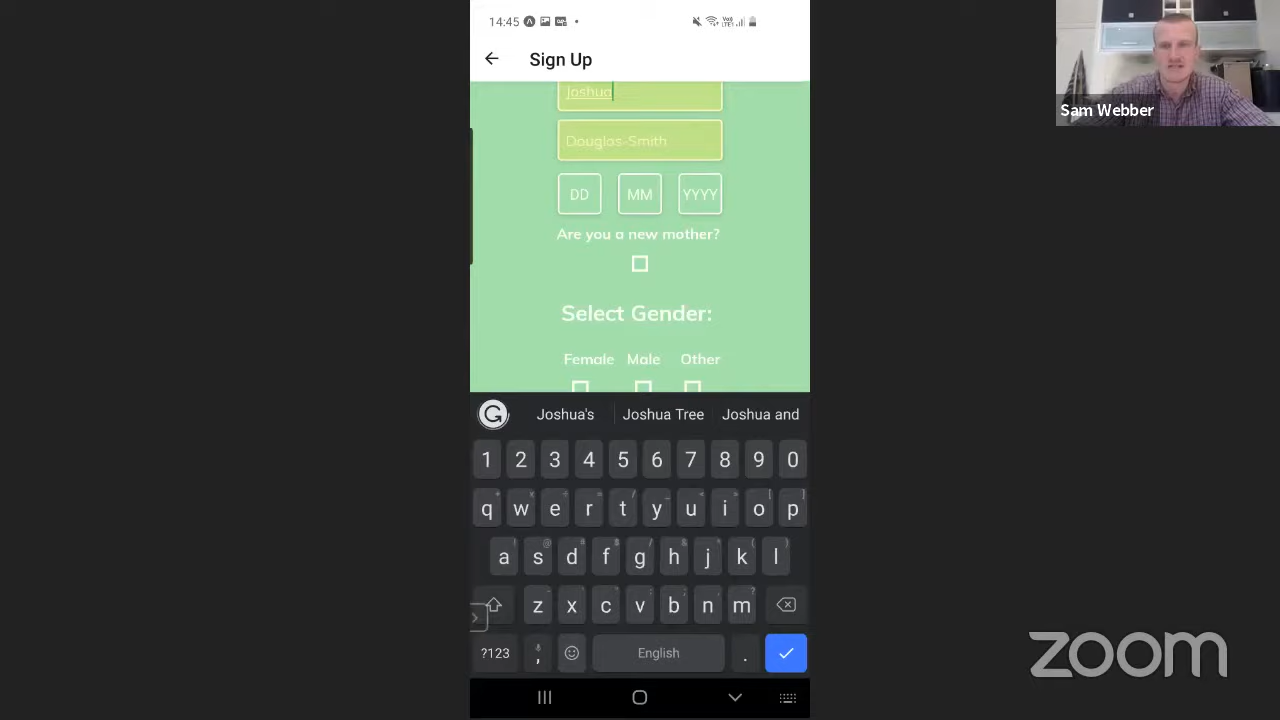 14:45
Sign Up
Joshua
Douglas-Smith
DD MM YYYY
Are you a new mother?
Select Gender:
Female Male Other
Joshua's Joshua Tree Joshua and
1 2 3 4 5 6 7 8 9 0
q w e r t y u i o p
a s d f g h j k l
z x c v b n m
?123 , English .
Sam Webber
zoom